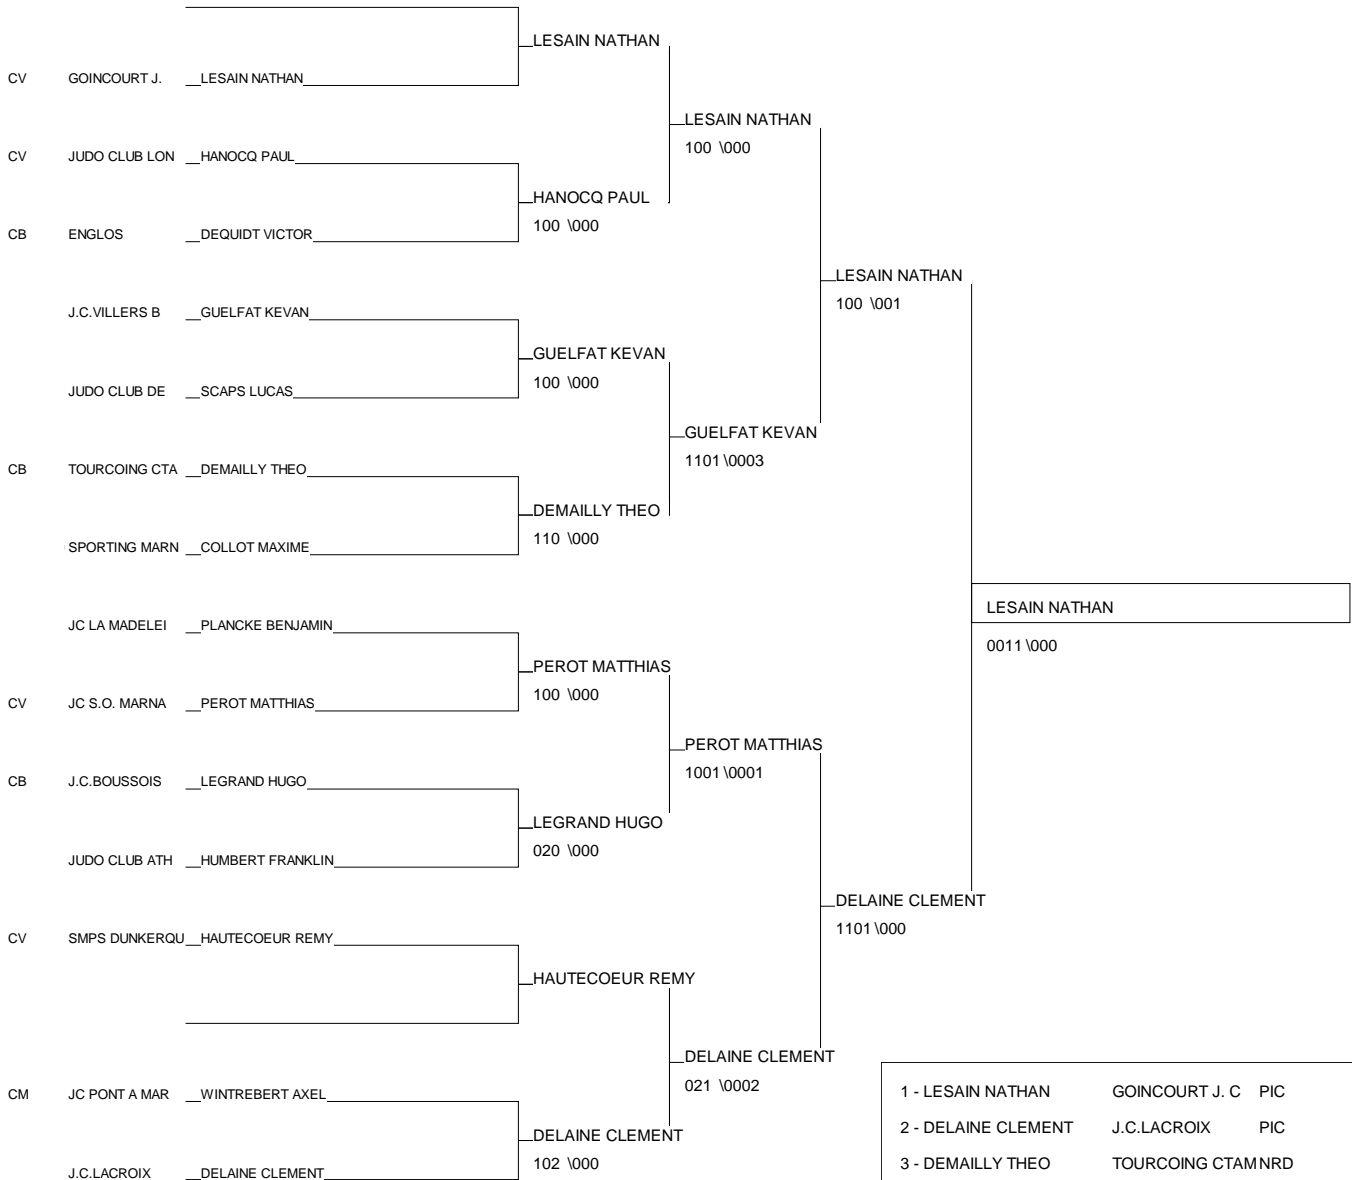 LESAIN NATHAN
CV GOINCOURT J. LESAIN NATHAN
LESAIN NATHAN
100 \000
CV JUDO CLUB LON HANOCQ PAUL
HANOCQ PAUL
100 \000
CB ENGLOS DEQUIDT VICTOR
LESAIN NATHAN
100 \001
J.C.VILLERS B GUELFAT KEVAN
GUELFAT KEVAN
100 \000
JUDO CLUB DE SCAPS LUCAS
GUELFAT KEVAN
1101 \0003
CB TOURCOING CTA DEMAILLY THEO
DEMAILLY THEO
110 \000
SPORTING MARN COLLOT MAXIME
LESAIN NATHAN
0011 \000
JC LA MADELEI PLANCKE BENJAMIN
PEROT MATTHIAS
100 \000
CV JC S.O. MARNA PEROT MATTHIAS
PEROT MATTHIAS
1001 \0001
CB J.C.BOUSSOIS LEGRAND HUGO
LEGRAND HUGO
020 \000
JUDO CLUB ATH HUMBERT FRANKLIN
DELAINE CLEMENT
1101 \000
CV SMPS DUNKERQU HAUTECOEUR REMY
HAUTECOEUR REMY
DELAINE CLEMENT
021 \0002
CM JC PONT A MAR WINTREBERT AXEL
DELAINE CLEMENT
102 \000
J.C.LACROIX DELAINE CLEMENT
1 - LESAIN NATHAN GOINCOURT J. C PIC
2 - DELAINE CLEMENT J.C.LACROIX PIC
3 - DEMAILLY THEO TOURCOING CTAM NRD